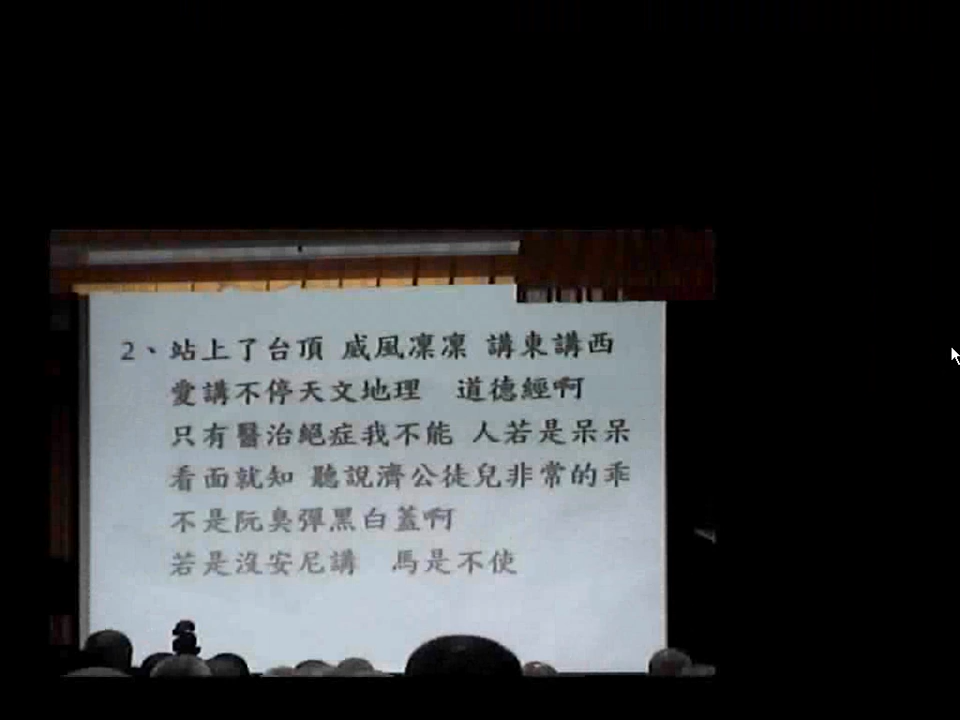 2、站上了台頂 威風凜凜 講東講西
愛講不停天文地理 道德經啊
只有醫治絕症我不能 人若是呆呆
看面就知 聽說濟公徒兒非常的乖
不是阮臭彈黑白蓋啊
若是沒安尼講 馬是不使